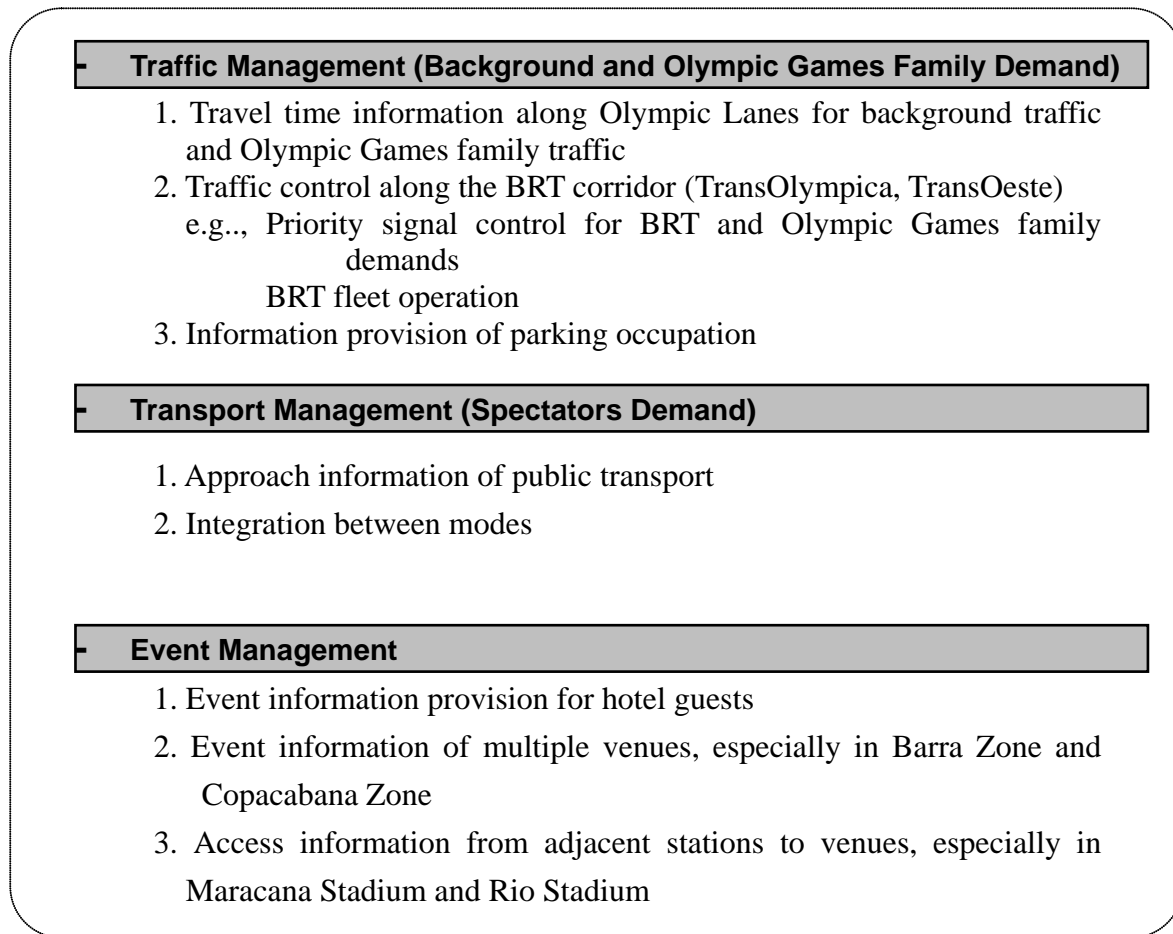 - Traffic Management (Background and Olympic Games Family Demand)
1. Travel time information along Olympic Lanes for background traffic
and Olympic Games family traffic
2. Traffic control along the BRT corridor (TransOlympica, TransOeste)
e.g.., Priority signal control for BRT and Olympic Games family
demands
BRT fleet operation
3. Information provision of parking occupation
- Transport Management (Spectators Demand)
1. Approach information of public transport
2. Integration between modes
- Event Management
1. Event information provision for hotel guests
2. Event information of multiple venues, especially in Barra Zone and
Copacabana Zone
3. Access information from adjacent stations to venues, especially in
Maracana Stadium and Rio Stadium